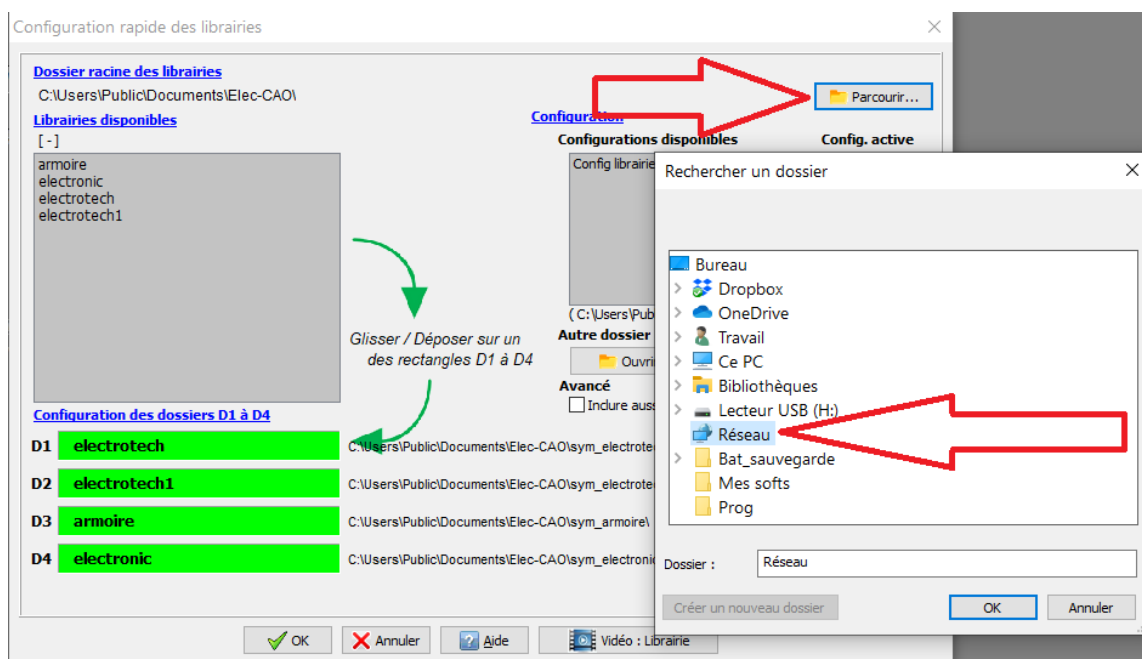 Configuration rapide des librairies
Dossier racine des librairies
C:\Users\Public\Documents\Elec-CAO\
Parcourir...
Librairies disponibles
[ - ]
armoire
electronic
electrotech
electrotech1
Configuration
Configurations disponibles
Config. active
Config librairie
( C:\Users\Pub
Autre dossier
Ouvri
Avancé
Inclure auss
Glisser / Déposer sur un
des rectangles D1 à D4
Configuration des dossiers D1 à D4
D1 electrotech C:\Users\Public\Documents\Elec-CAO\sym_electrote
D2 electrotech1 C:\Users\Public\Documents\Elec-CAO\sym_electrote
D3 armoire C:\Users\Public\Documents\Elec-CAO\sym_armoire\
D4 electronic C:\Users\Public\Documents\Elec-CAO\sym_electronic
OK
Annuler
Aide
Vidéo : Librairie
Rechercher un dossier
Bureau
Dropbox
OneDrive
Travail
Ce PC
Bibliothèques
Lecteur USB (H:)
Réseau
Bat_sauvegarde
Mes softs
Prog
Dossier : Réseau
Créer un nouveau dossier
OK
Annuler